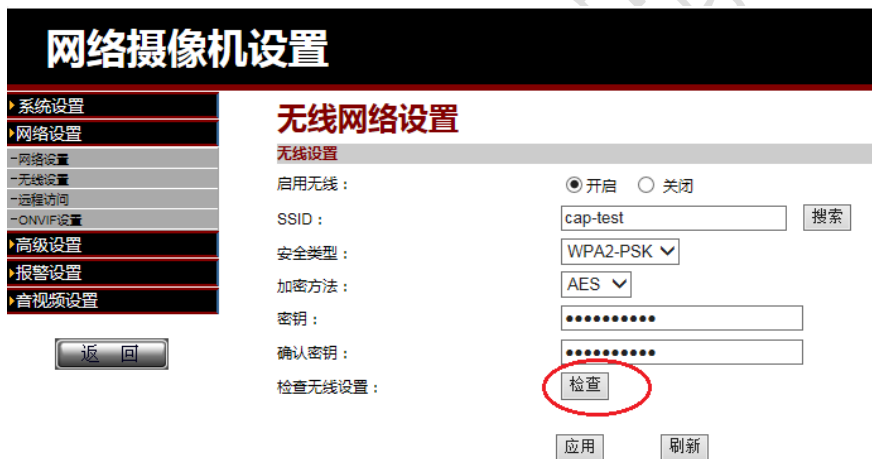 网络摄像机设置
系统设置
网络设置
-网络设置
-无线设置
-远程访问
-ONVIF设置
高级设置
报警设置
音视频设置
返 回
无线网络设置
无线设置
启用无线： 开启 关闭
SSID： cap-test 搜索
安全类型： WPA2-PSK
加密方法： AES
密钥： ●●●●●●●●●●
确认密钥： ●●●●●●●●●●
检查无线设置： 检查
应用 刷新